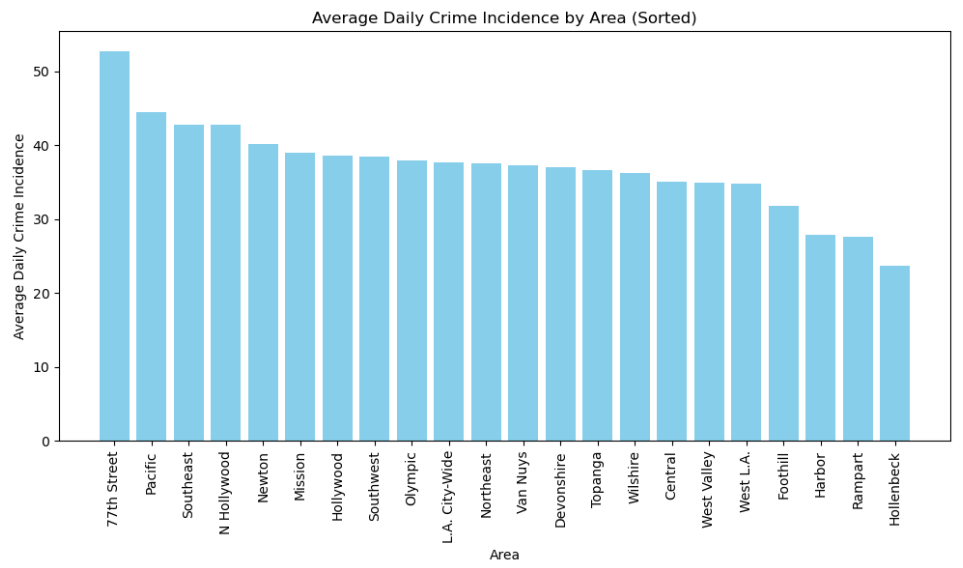 Average Daily Crime Incidence by Area (Sorted)
Average Daily Crime Incidence
50
40
30
20
10
0
77th Street
Pacific
Southeast
N Hollywood
Newton
Mission
Hollywood
Southwest
Olympic
L.A. City-Wide
Northeast
Van Nuys
Devonshire
Topanga
Wilshire
Central
West Valley
West L.A.
Foothill
Harbor
Rampart
Hollenbeck
Area